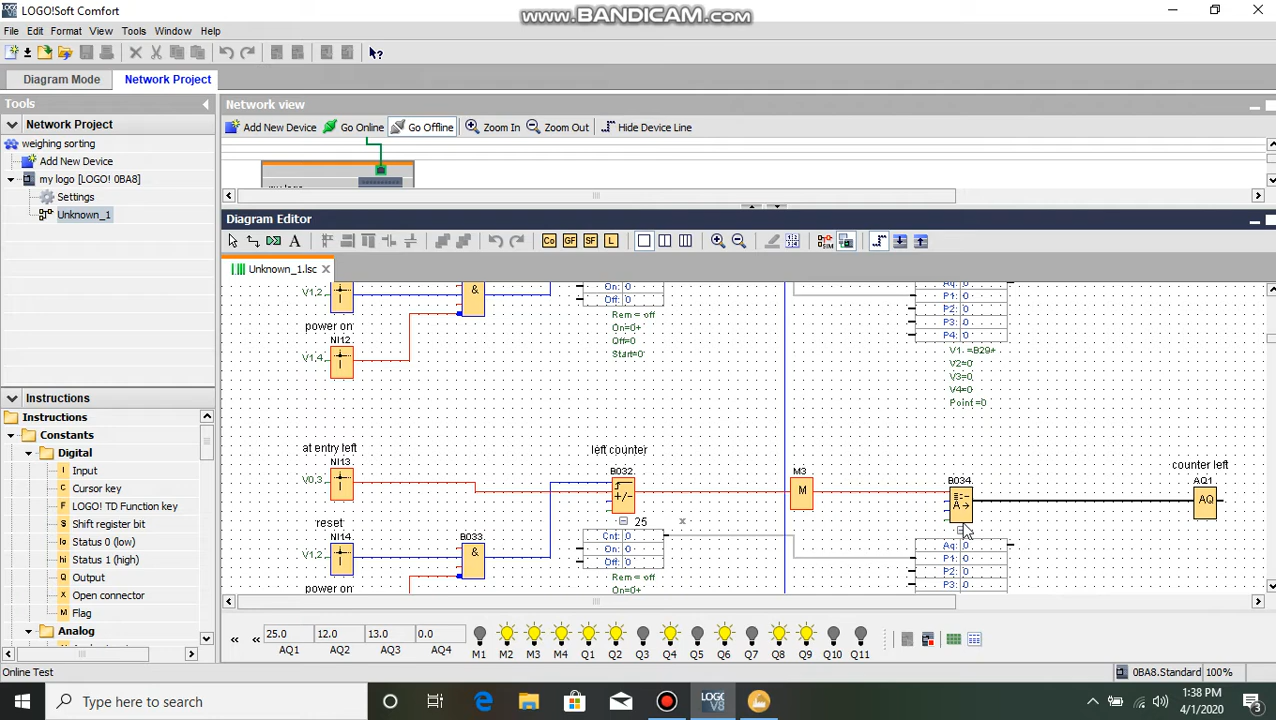 LOGO!Soft Comfort
www.BANDICAM.com
File Edit Format View Tools Window Help
Diagram Mode Network Project
Tools
Network Project
weighing sorting
Add New Device
my logo [LOGO! 0BA8]
Settings
Unknown_1
Network view
Add New Device Go Online Go Offline Zoom In Zoom Out Hide Device Line
Diagram Editor
Co GF SF L
Unknown_1.lsc
V1,2
&
On: 0
Off: 0
Rem = off
On=0+
Off=0
Start=0
power on
NI12
V1,4
Aq: 0
P1: 0
P2: 0
P3: 0
P4: 0
V1. =B29+
V2=0
V3=0
V4=0
Point =0
at entry left
NI13
V0,3
left counter
B032
+/-
25
Cnt: 0
On: 0
Off: 0
Rem = off
On=0+
M3
M
B034
A→
Aq: 0
P1: 0
P2: 0
P3: 0
counter left
AQ1
AQ
reset
NI14
V1,2
B033
&
power on
Instructions
Instructions
Constants
Digital
Input
Cursor key
LOGO! TD Function key
Shift register bit
Status 0 (low)
Status 1 (high)
Output
Open connector
Flag
Analog
25.0 12.0 13.0 0.0
AQ1 AQ2 AQ3 AQ4 M1 M2 M3 M4 Q1 Q2 Q3 Q4 Q5 Q6 Q7 Q8 Q9 Q10 Q11
Online Test
0BA8.Standard 100%
Type here to search
LOGO V8
1:38 PM
4/1/2020
3